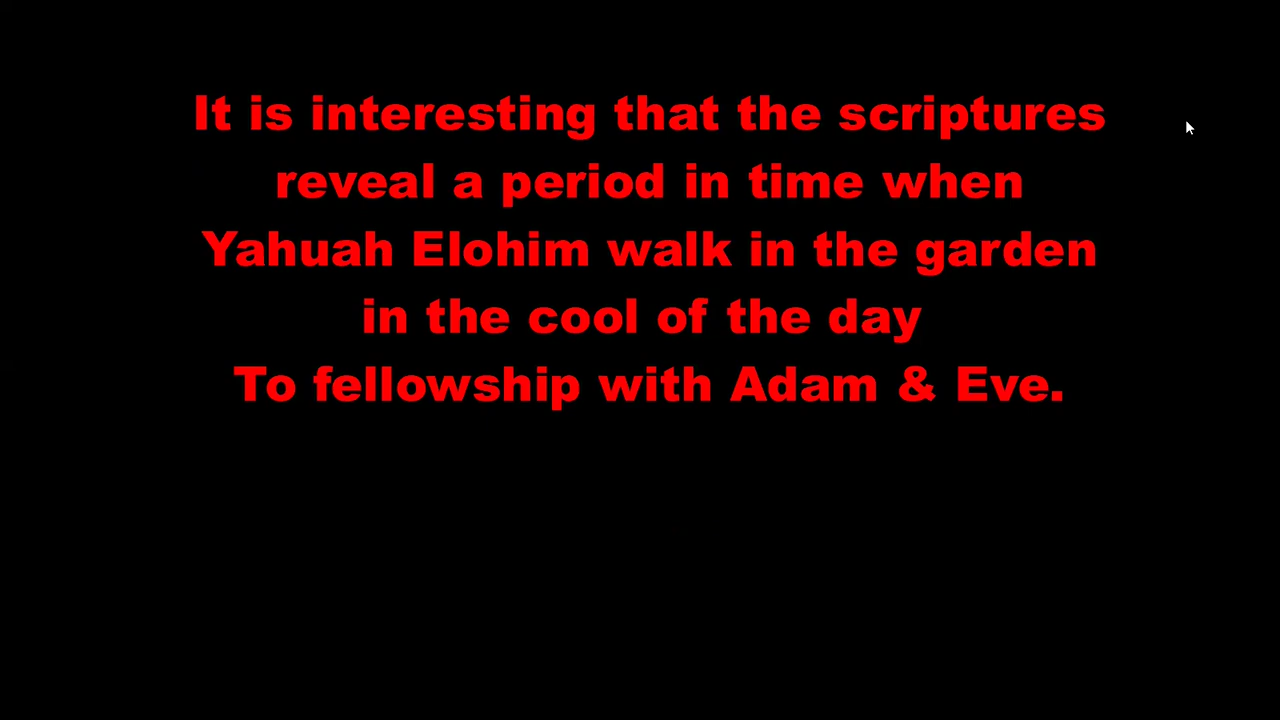 It is interesting that the scriptures
reveal a period in time when
Yahuah Elohim walk in the garden
in the cool of the day
To fellowship with Adam & Eve.